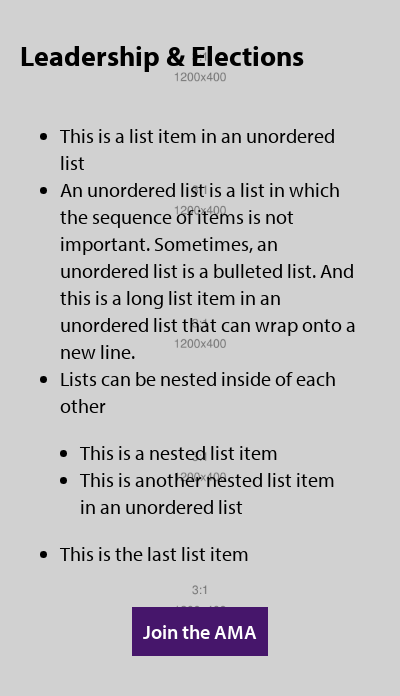 Leadership & Elections
1200x400
This is a list item in an unordered
list
An unordered list is a list in which
1200x400
the sequence of items is not
important. Sometimes, an
unordered list is a bulleted list. And
this is a long list item in an
unordered list that can wrap onto a
1200x400
new line.
Lists can be nested inside of each
other
This is a nested list item
1200x400
This is another nested list item
in an unordered list
This is the last list item
3:1
Join the AMA